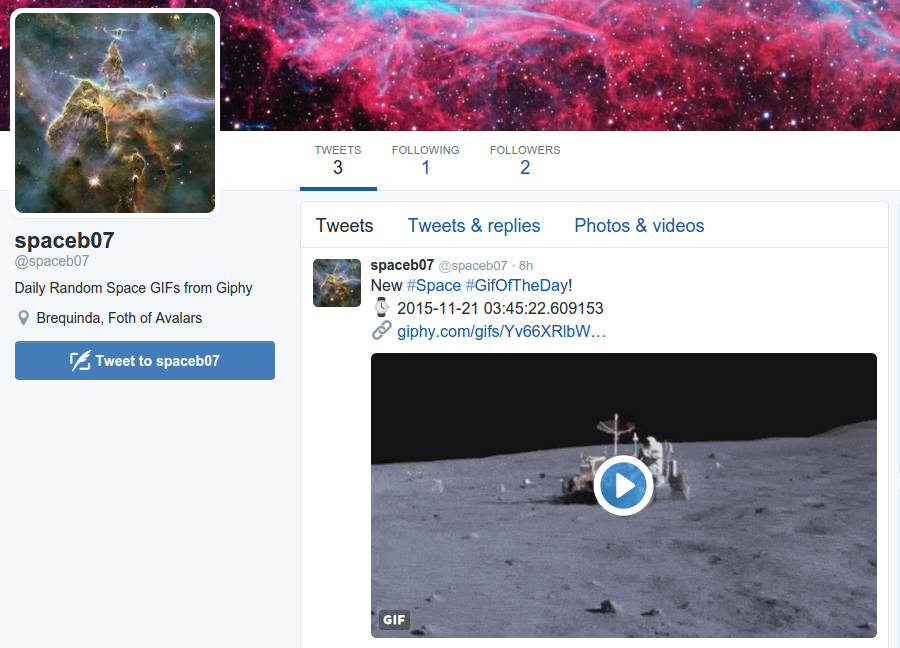 TWEETS FOLLOWING FOLLOWERS
3 1 2
spaceb07
@spaceb07
Daily Random Space GIFs from Giphy
Brequinda, Foth of Avalars
Tweet to spaceb07
Tweets Tweets & replies Photos & videos
spaceb07 @spaceb07 · 8h
New #Space #GifOfTheDay!
2015-11-21 03:45:22.609153
giphy.com/gifs/Yv66XRlbW…
GIF